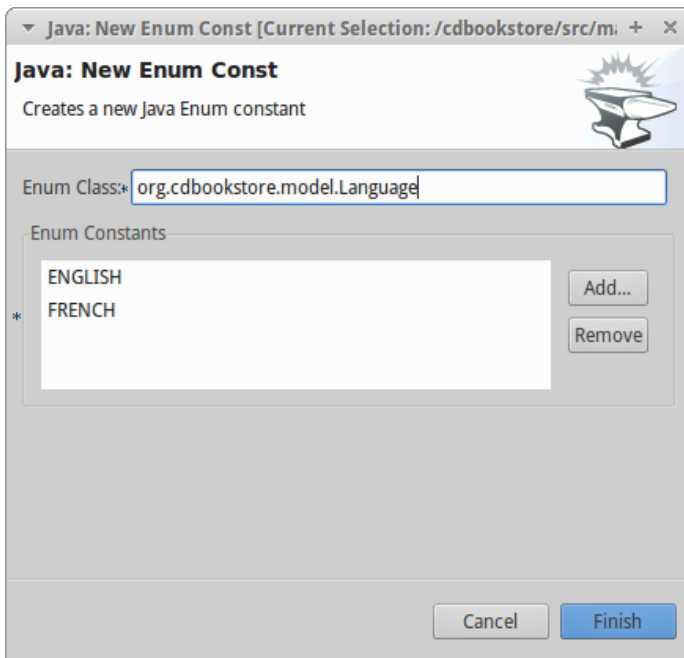 Java: New Enum Const [Current Selection: /cdbookstore/src/m
Java: New Enum Const
Creates a new Java Enum constant
Enum Class:* org.cdbookstore.model.Language
Enum Constants
ENGLISH
FRENCH
*
Add...
Remove
Cancel
Finish